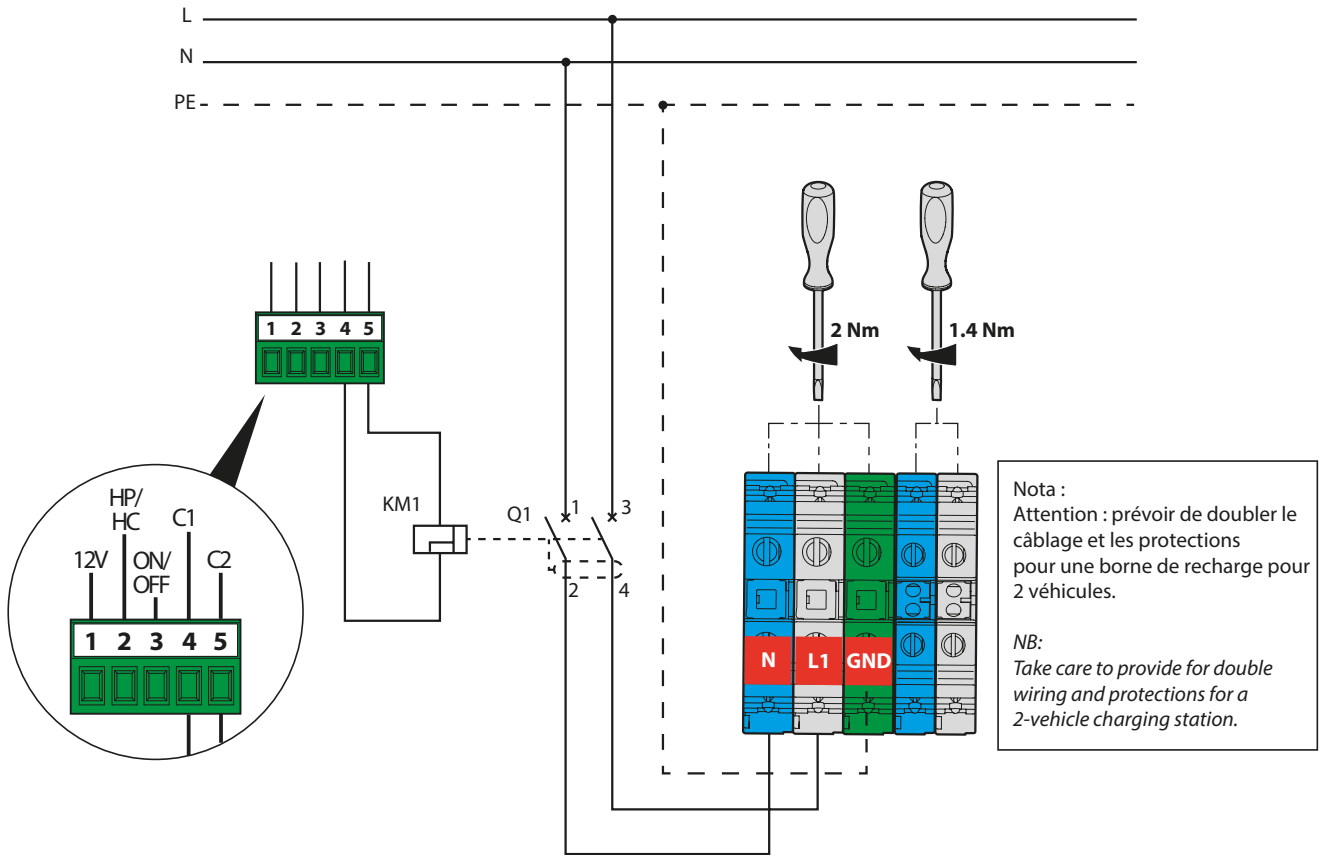 L
N
PE
2 Nm
1.4 Nm
1 2 3 4 5
KM1
Q1
1
3
2
4
HP/
HC
C1
12V
ON/
OFF
C2
1 2 3 4 5
N
L1
GND
Nota :
Attention : prévoir de doubler le
câblage et les protections
pour une borne de recharge pour
2 véhicules.
NB:
Take care to provide for double
wiring and protections for a
2-vehicle charging station.